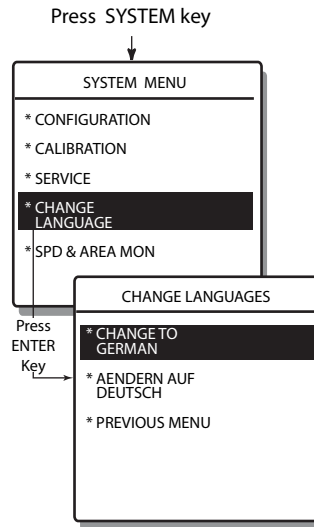 Press SYSTEM key
SYSTEM MENU
* CONFIGURATION
* CALIBRATION
* SERVICE
* CHANGE
LANGUAGE
* SPD & AREA MON
Press
ENTER
Key
CHANGE LANGUAGES
* CHANGE TO
GERMAN
* AENDERN AUF
DEUTSCH
* PREVIOUS MENU